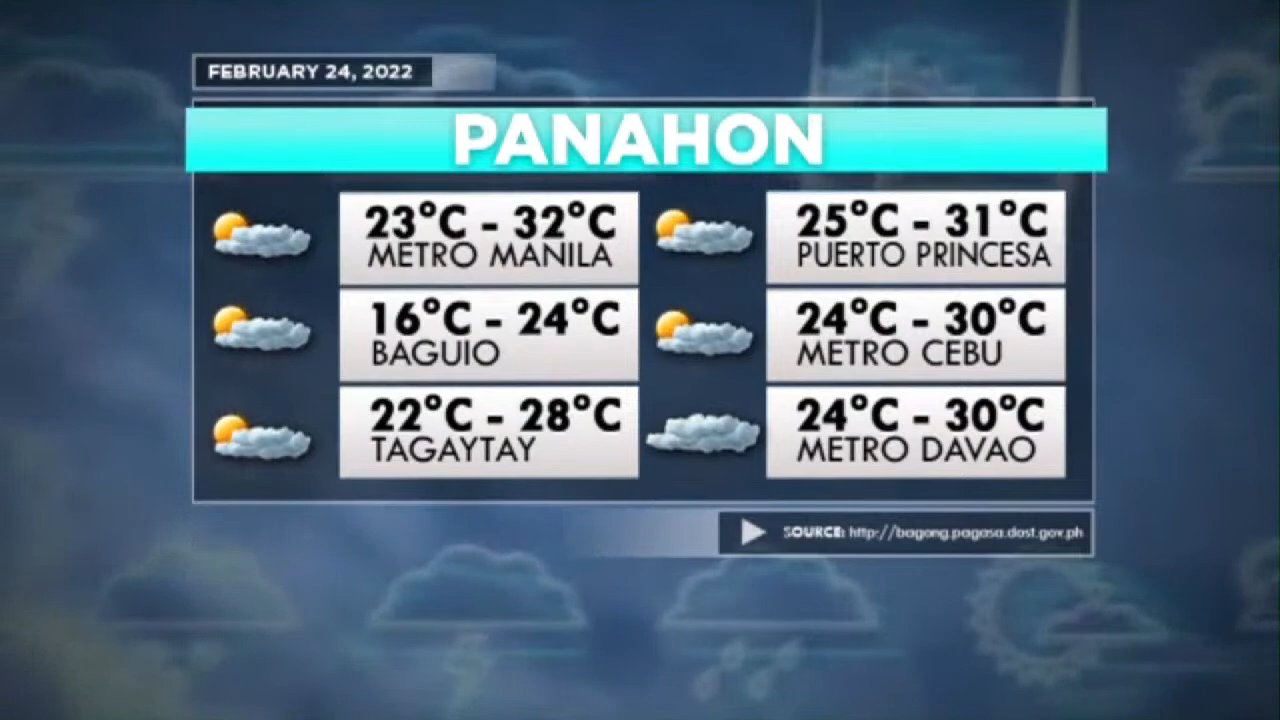 FEBRUARY 24, 2022
PANAHON
23°C - 32°C
METRO MANILA
16°C - 24°C
BAGUIO
22°C - 28°C
TAGAYTAY
25°C - 31°C
PUERTO PRINCESA
24°C - 30°C
METRO CEBU
24°C - 30°C
METRO DAVAO
SOURCE: http://bagong.pagasa.dost.gov.ph